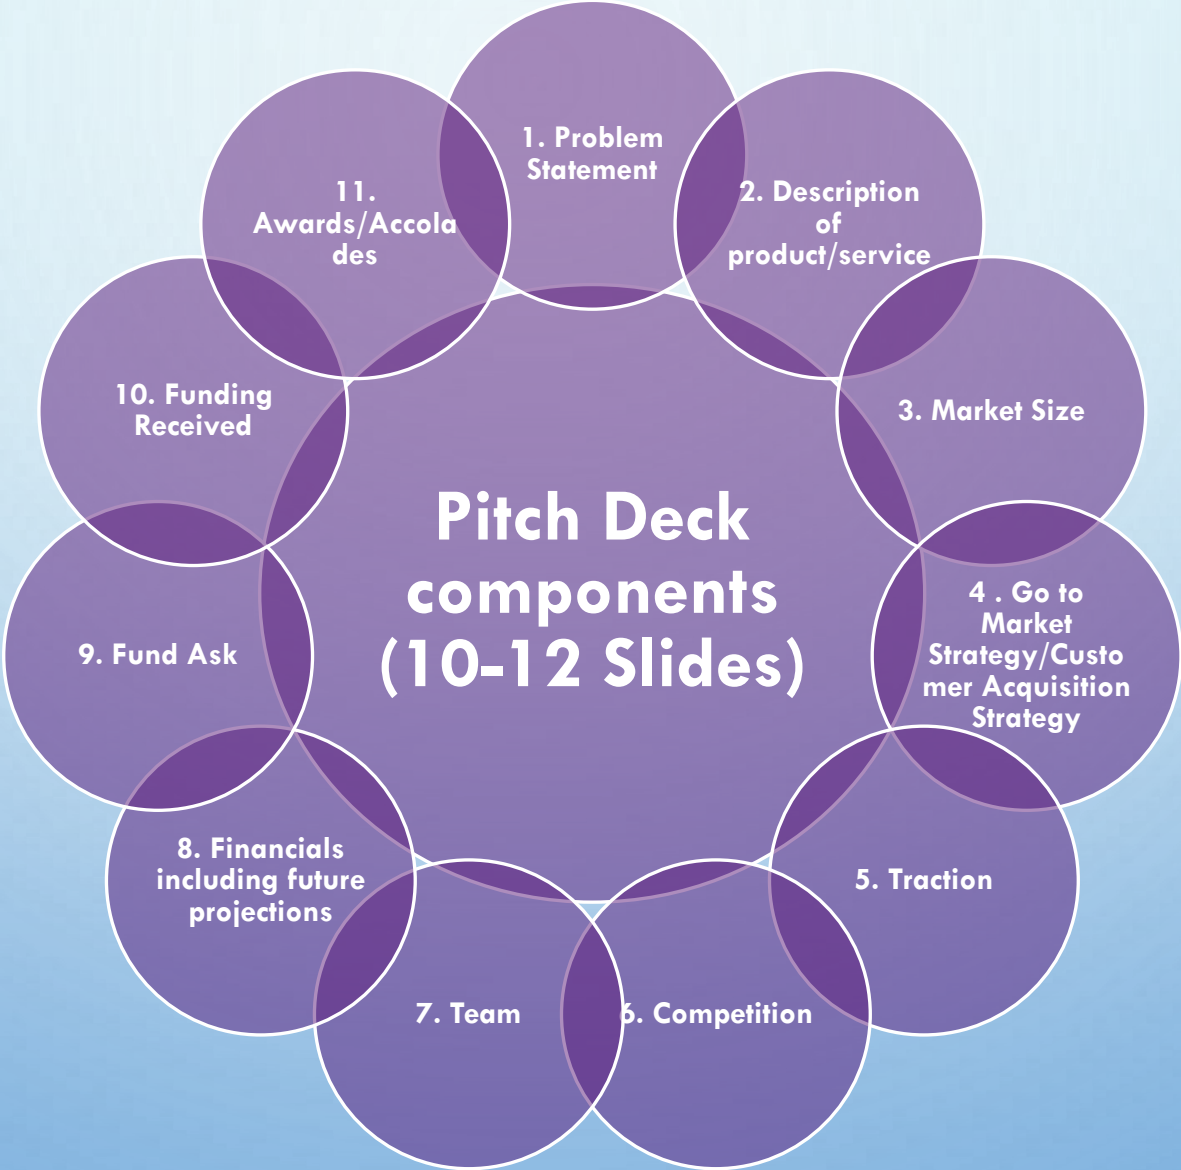 1. Problem
Statement
2. Description
of
product/service
3. Market Size
4 . Go to
Market
Strategy/Custo
mer Acquisition
Strategy
5. Traction
6. Competition
7. Team
8. Financials
including future
projections
9. Fund Ask
10. Funding
Received
11.
Awards/Accola
des
Pitch Deck
components
(10-12 Slides)